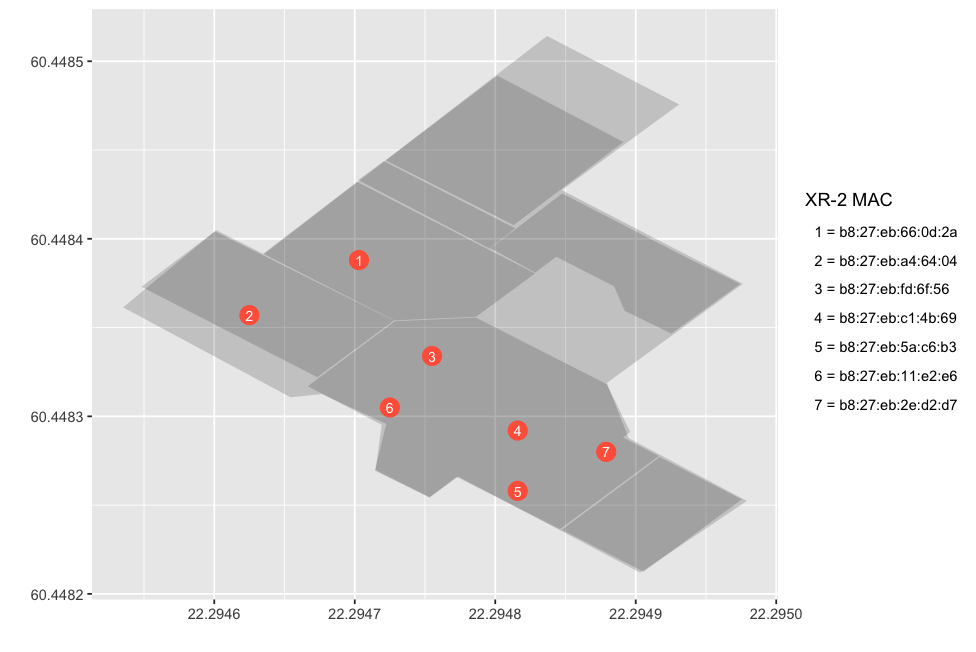 60.4485
60.4484
60.4483
60.4482
22.2946
22.2947
22.2948
22.2949
22.2950
1
2
3
6
4
7
5
XR-2 MAC
1 = b8:27:eb:66:0d:2a
2 = b8:27:eb:a4:64:04
3 = b8:27:eb:fd:6f:56
4 = b8:27:eb:c1:4b:69
5 = b8:27:eb:5a:c6:b3
6 = b8:27:eb:11:e2:e6
7 = b8:27:eb:2e:d2:d7